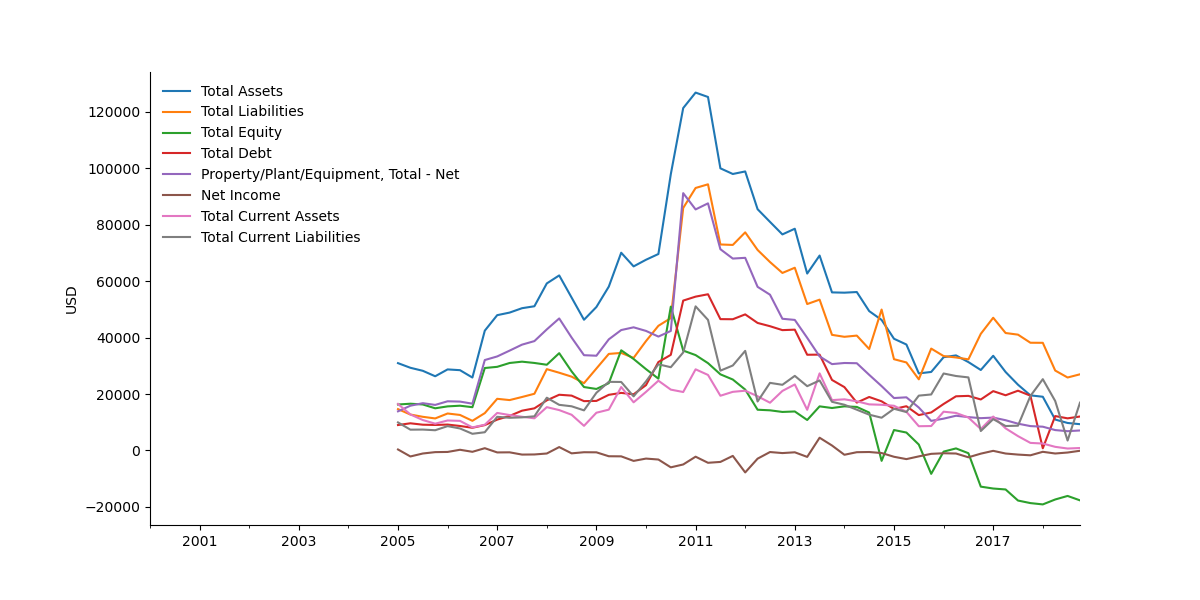 Total Assets
Total Liabilities
Total Equity
Total Debt
Property/Plant/Equipment, Total - Net
Net Income
Total Current Assets
Total Current Liabilities
USD
120000
100000
80000
60000
40000
20000
0
−20000
2001 2003 2005 2007 2009 2011 2013 2015 2017